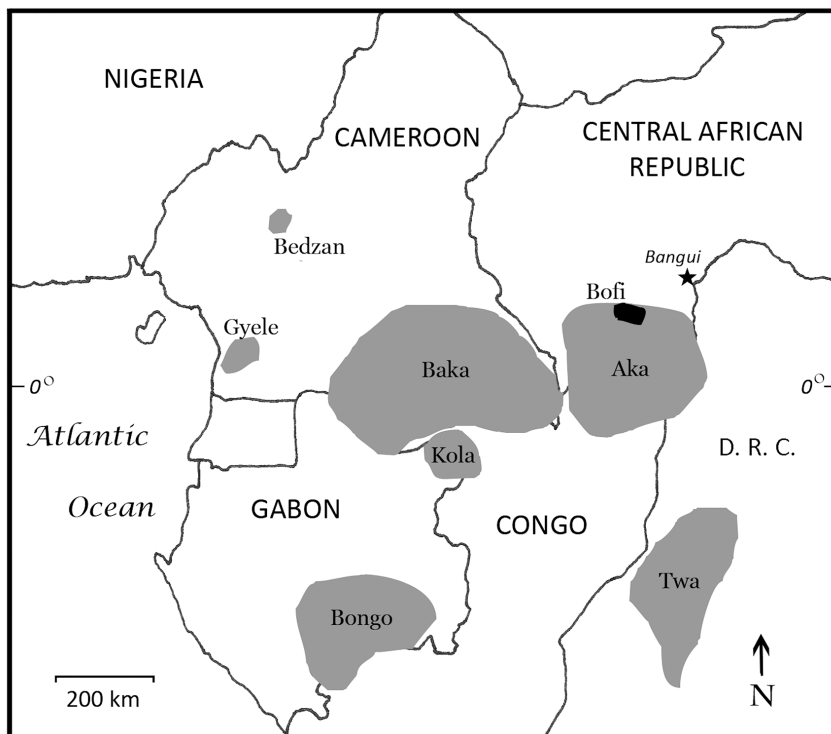 NIGERIA
CAMEROON
CENTRAL AFRICAN
REPUBLIC
Bedzan
Bangui
Bofi
Gyele
Baka
Aka
0°
0°
Atlantic
Ocean
Kola
D. R. C.
GABON
CONGO
Twa
Bongo
200 km
N